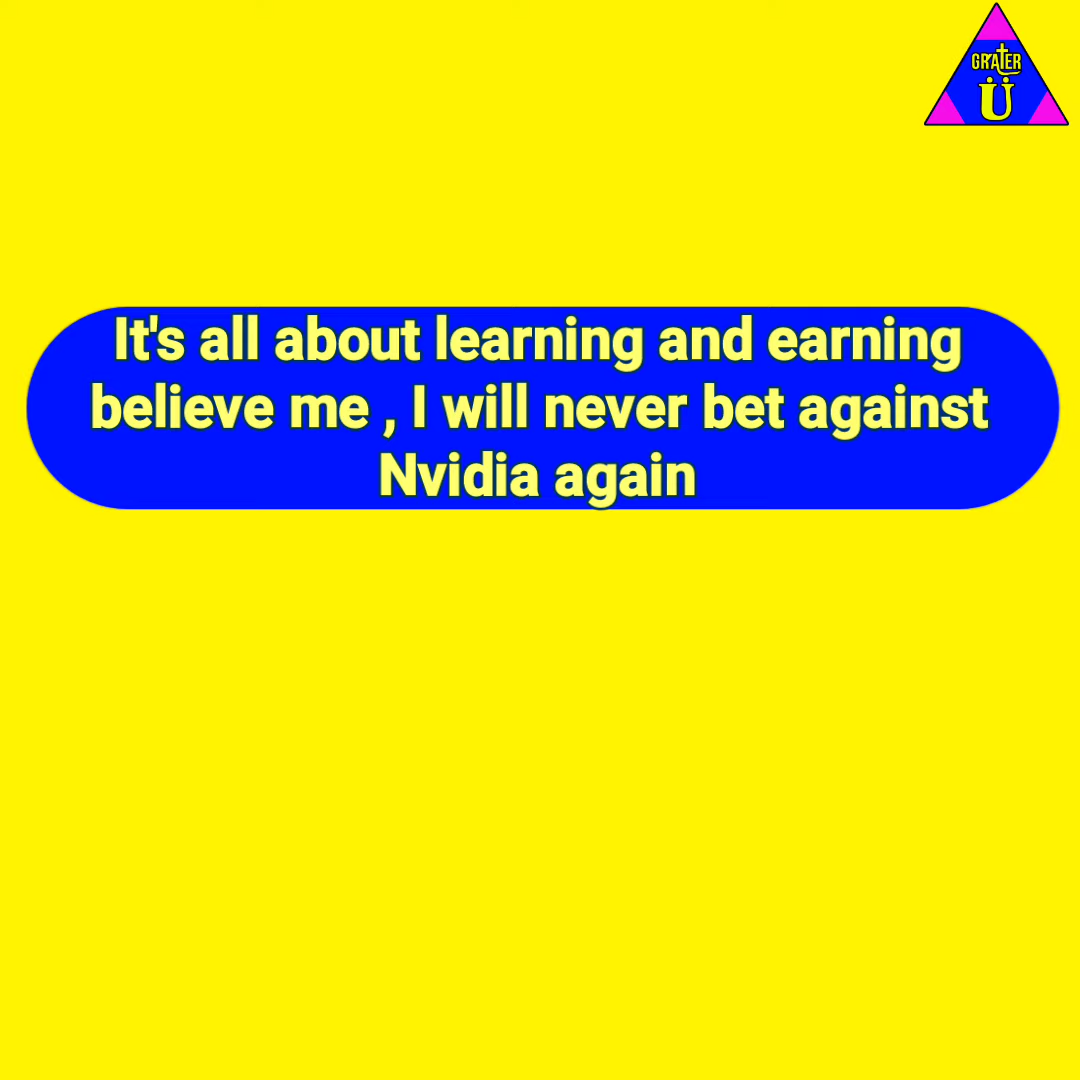 GRATER
Ü
It's all about learning and earning
believe me , I will never bet against
Nvidia again